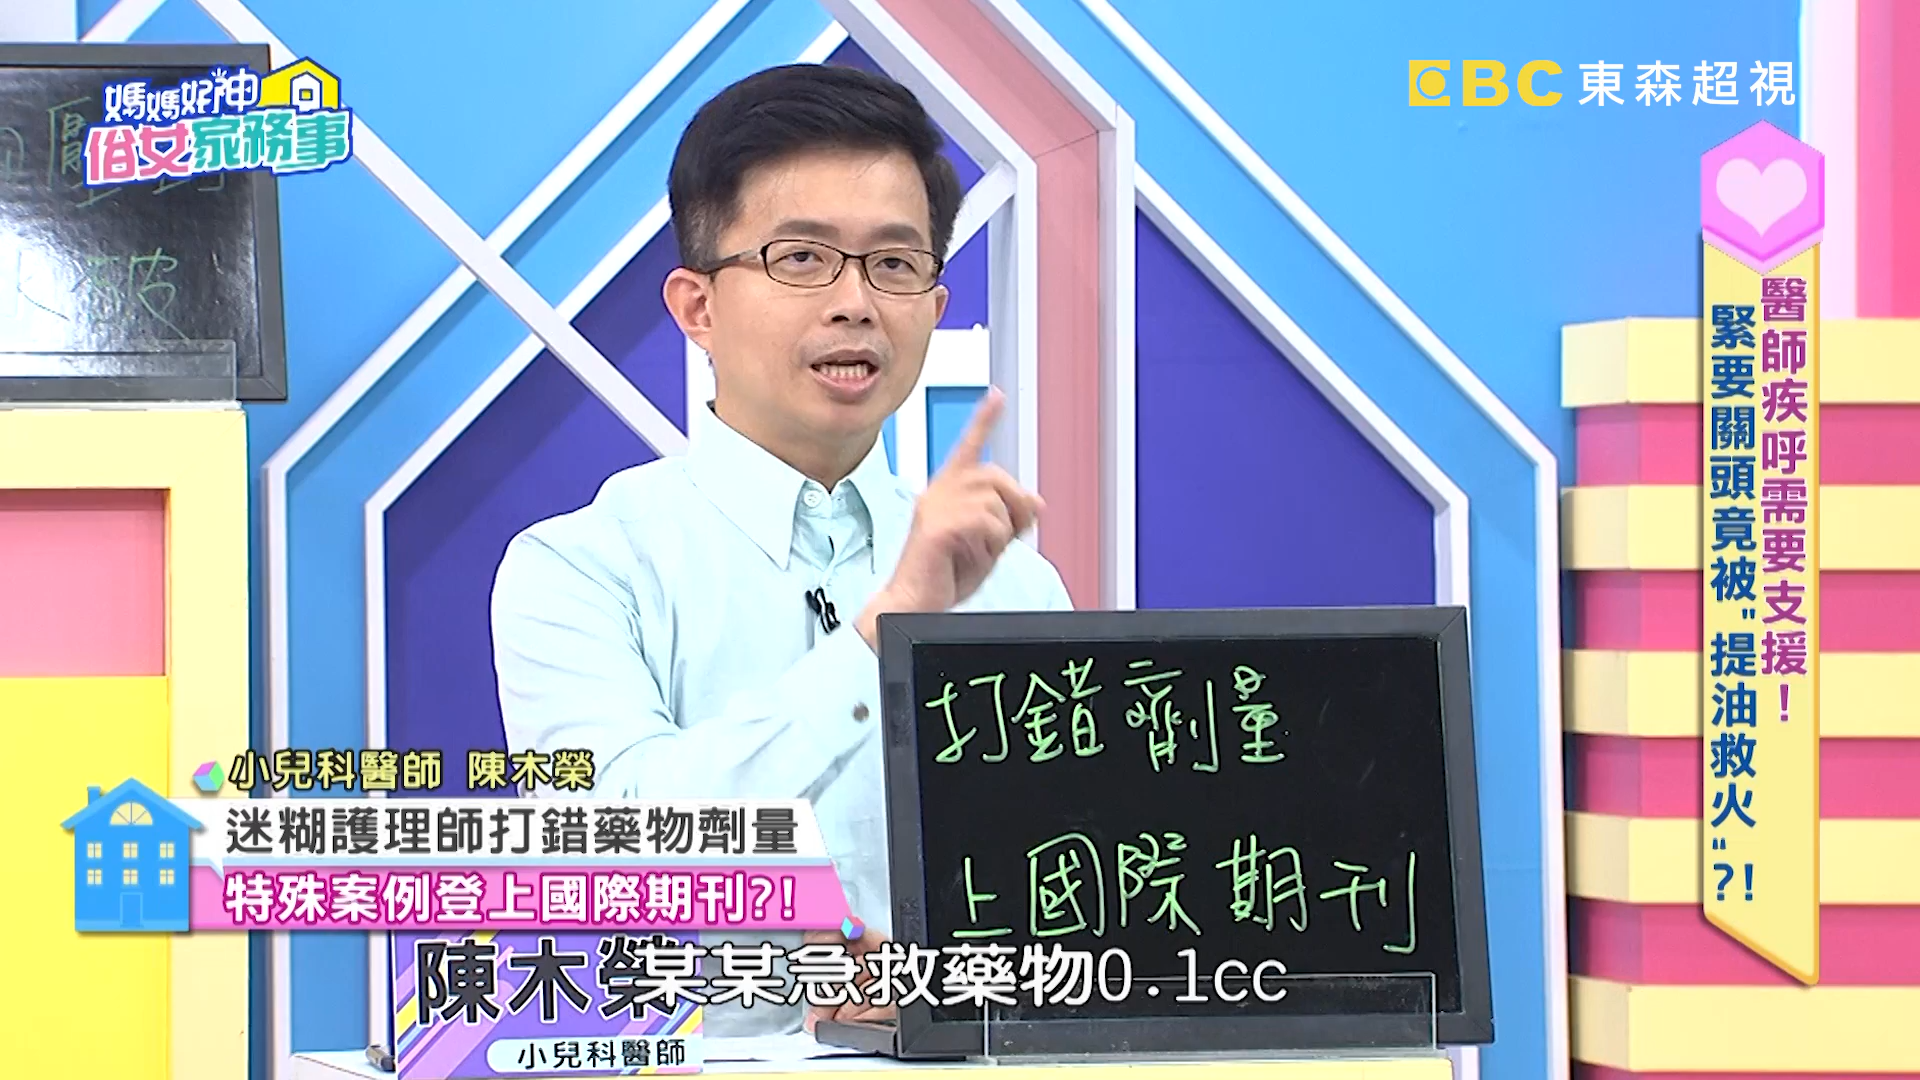 媽媽好神
俗女家務事
EBC 東森超視
醫師疾呼需要支援！
緊要關頭竟被"提油救火"?!
打錯劑量
上國際期刊
小兒科醫師 陳木榮
迷糊護理師打錯藥物劑量
特殊案例登上國際期刊?!
陳木榮
小兒科醫師
某某急救藥物0.1cc